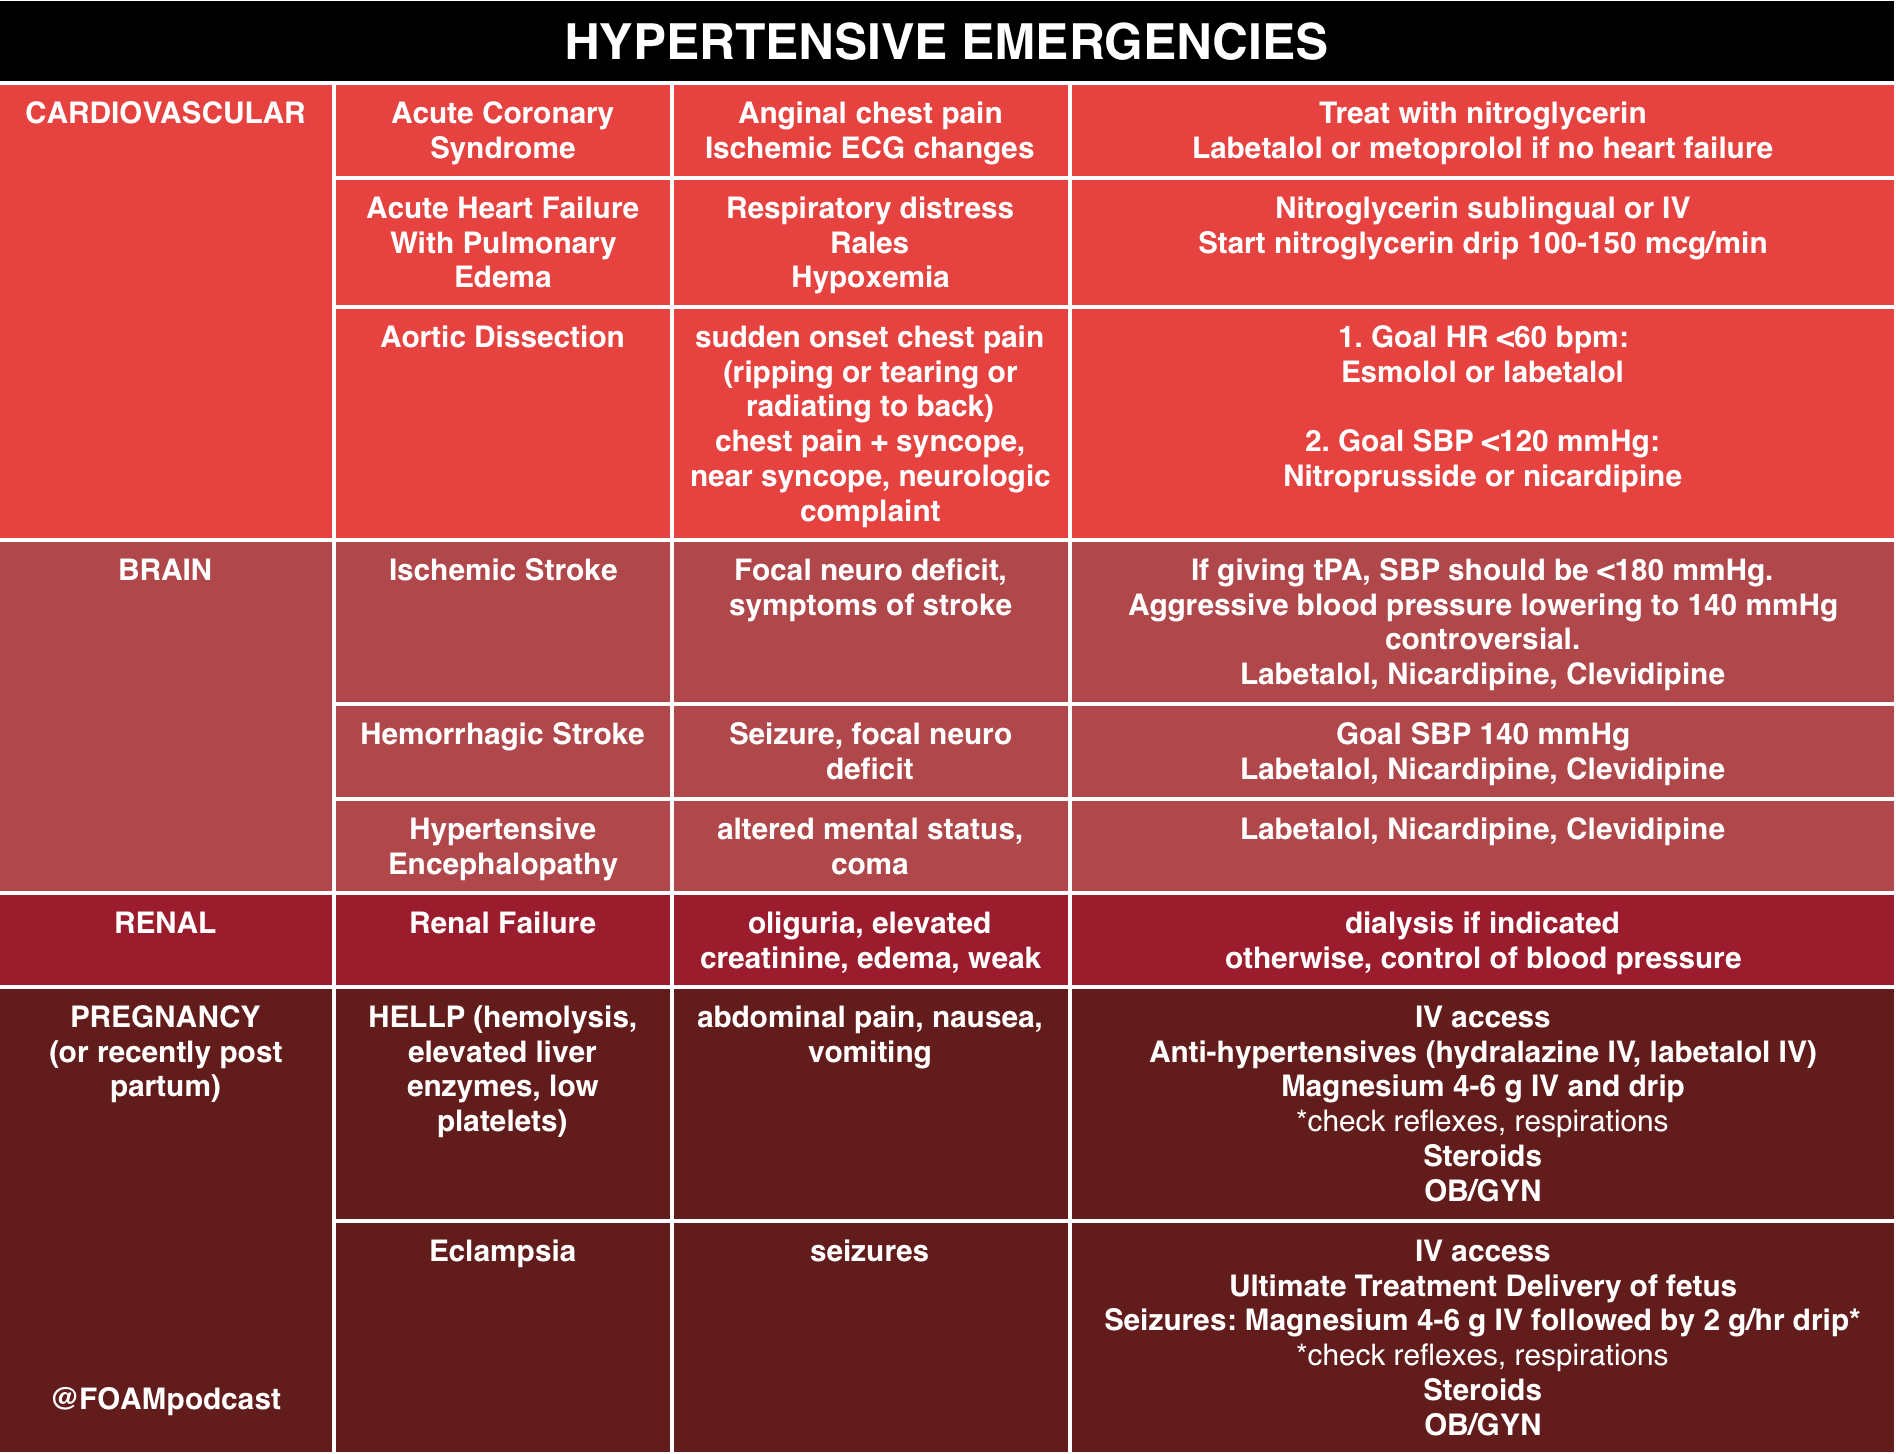 HYPERTENSIVE EMERGENCIES
CARDIOVASCULAR
Acute Coronary
Syndrome
Anginal chest pain
Ischemic ECG changes
Treat with nitroglycerin
Labetalol or metoprolol if no heart failure
Acute Heart Failure
With Pulmonary
Edema
Respiratory distress
Rales
Hypoxemia
Nitroglycerin sublingual or IV
Start nitroglycerin drip 100-150 mcg/min
Aortic Dissection
sudden onset chest pain
(ripping or tearing or
radiating to back)
chest pain + syncope,
near syncope, neurologic
complaint
1. Goal HR <60 bpm:
Esmolol or labetalol
2. Goal SBP <120 mmHg:
Nitroprusside or nicardipine
BRAIN
Ischemic Stroke
Focal neuro deficit,
symptoms of stroke
If giving tPA, SBP should be <180 mmHg.
Aggressive blood pressure lowering to 140 mmHg
controversial.
Labetalol, Nicardipine, Clevidipine
Hemorrhagic Stroke
Seizure, focal neuro
deficit
Goal SBP 140 mmHg
Labetalol, Nicardipine, Clevidipine
Hypertensive
Encephalopathy
altered mental status,
coma
Labetalol, Nicardipine, Clevidipine
RENAL
Renal Failure
oliguria, elevated
creatinine, edema, weak
dialysis if indicated
otherwise, control of blood pressure
PREGNANCY
(or recently post
partum)
HELLP (hemolysis,
elevated liver
enzymes, low
platelets)
abdominal pain, nausea,
vomiting
IV access
Anti-hypertensives (hydralazine IV, labetalol IV)
Magnesium 4-6 g IV and drip
*check reflexes, respirations
Steroids
OB/GYN
Eclampsia
seizures
IV access
Ultimate Treatment Delivery of fetus
Seizures: Magnesium 4-6 g IV followed by 2 g/hr drip*
*check reflexes, respirations
Steroids
OB/GYN
@FOAMpodcast